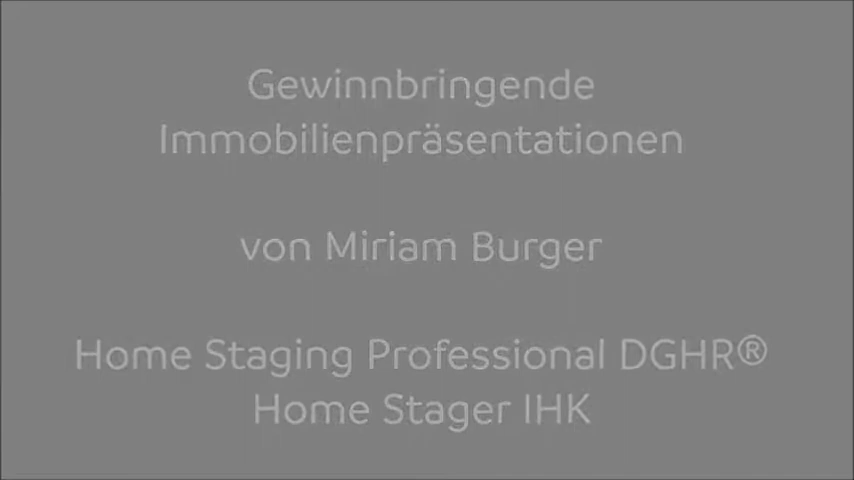 Gewinnbringende
Immobilienpräsentationen
von Miriam Burger
Home Staging Professional DGHR®
Home Stager IHK